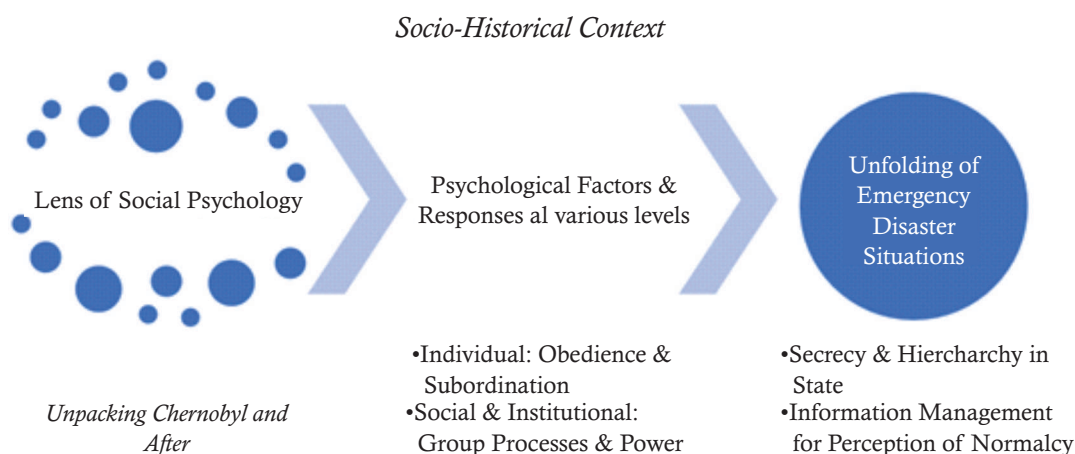 Socio-Historical Context
Lens of Social Psychology
Psychological Factors &
Responses al various levels
Unfolding of
Emergency
Disaster
Situations
Unpacking Chernobyl and
After
•Individual: Obedience &
Subordination
•Social & Institutional:
Group Processes & Power
•Secrecy & Hiercharchy in
State
•Information Management
for Perception of Normalcy